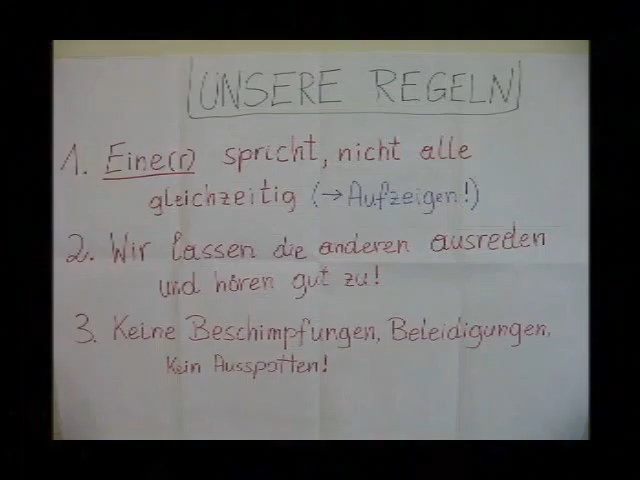 UNSERE REGELN
1. Eine(r) spricht, nicht alle
gleichzeitig (→ Aufzeigen!)
2. Wir lassen die anderen ausreden
und hören gut zu!
3. Keine Beschimpfungen, Beleidigungen,
Kein Ausspotten!